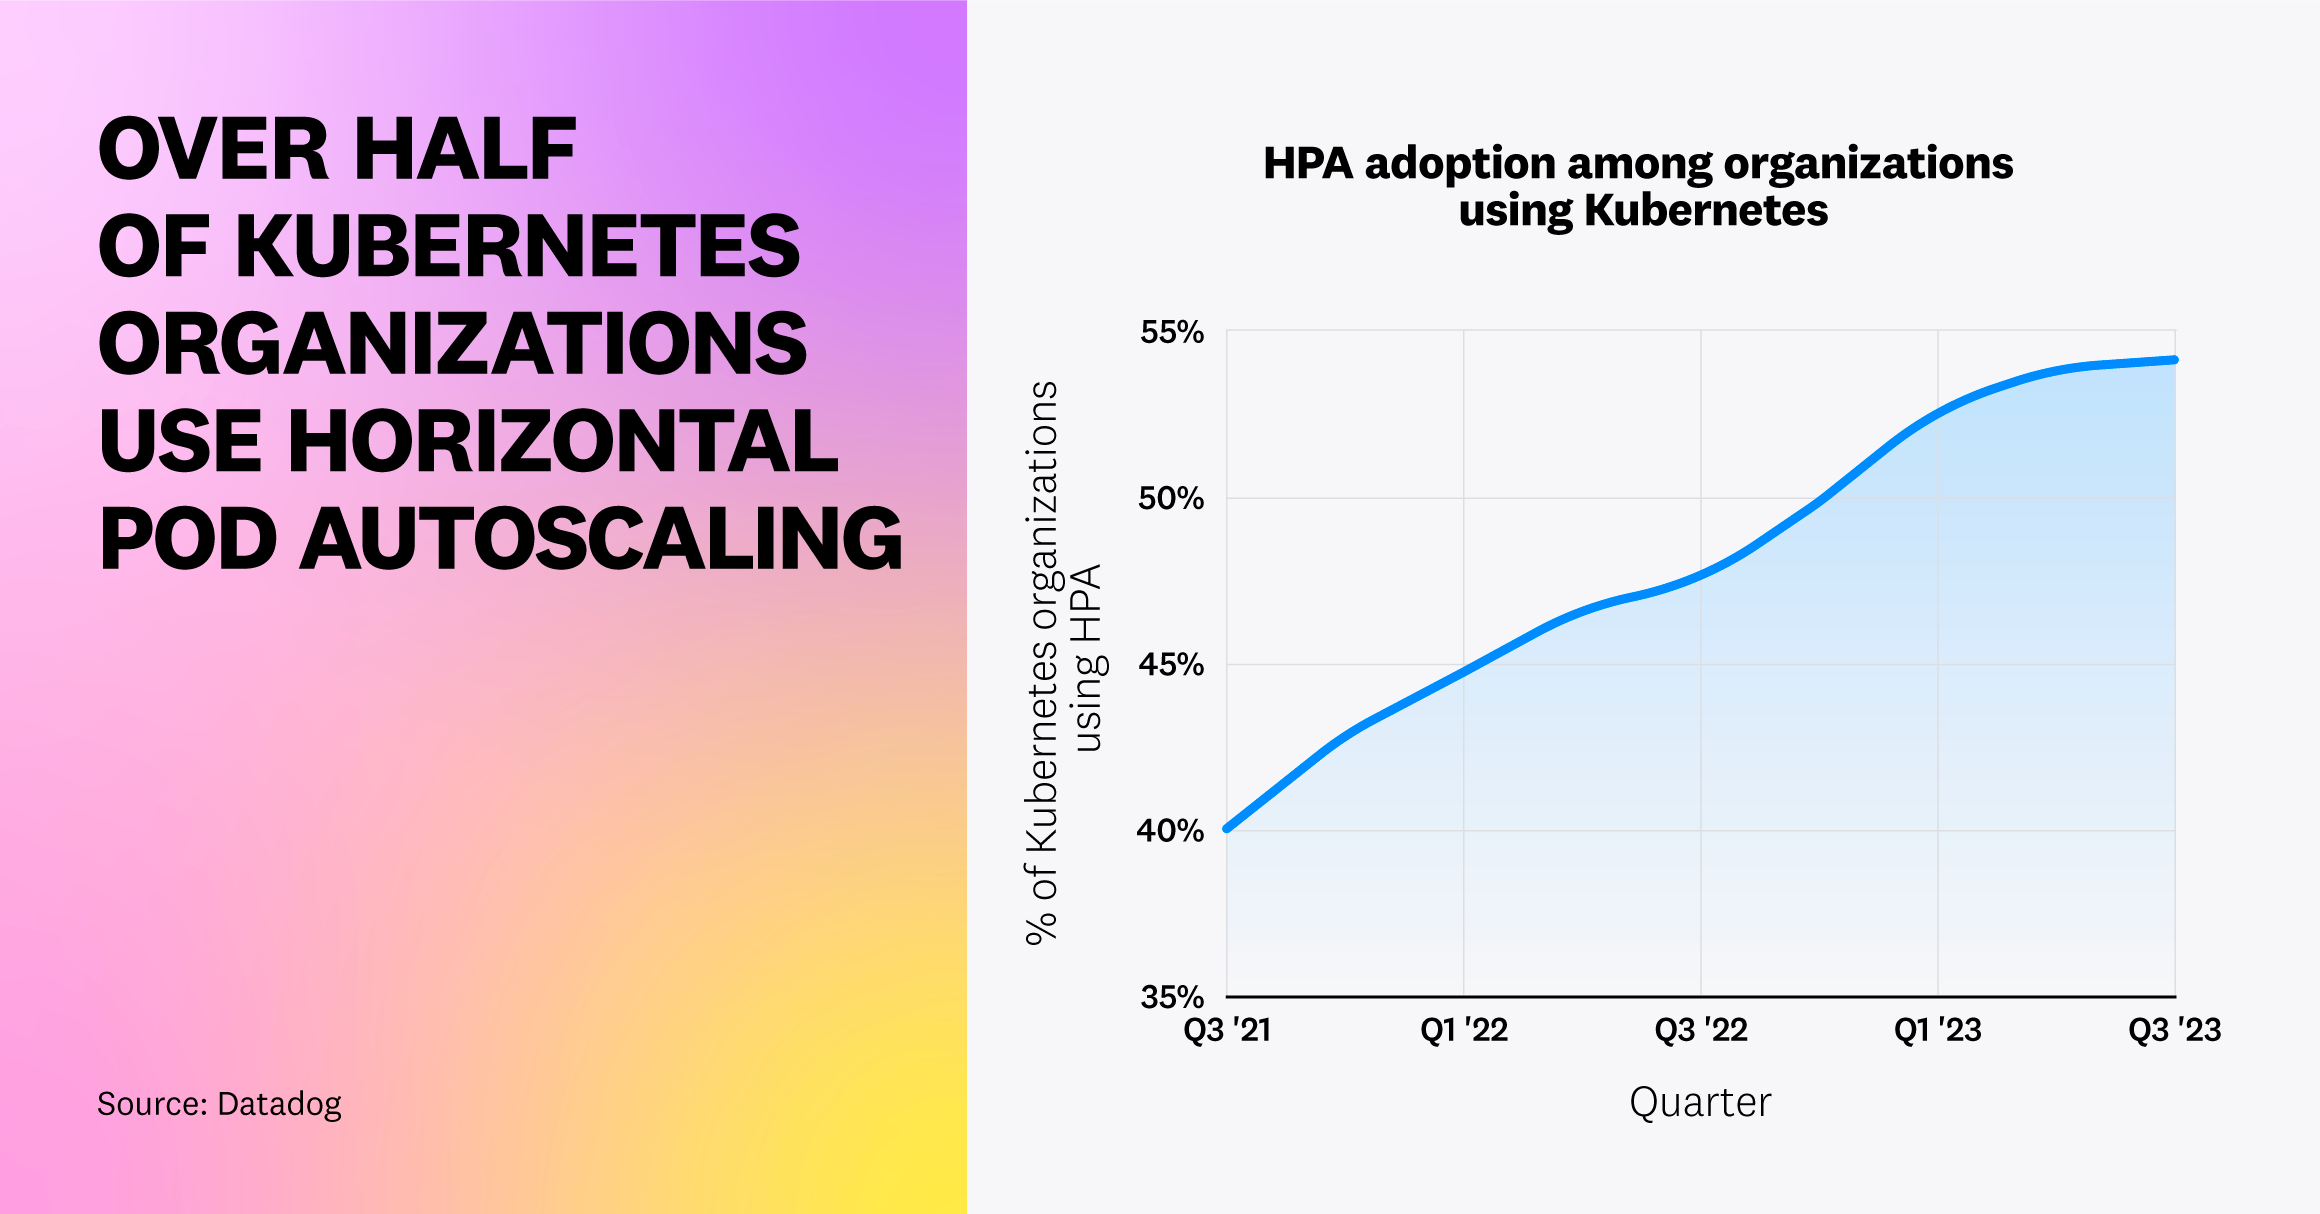 OVER HALF
OF KUBERNETES
ORGANIZATIONS
USE HORIZONTAL
POD AUTOSCALING
Source: Datadog
HPA adoption among organizations
using Kubernetes
% of Kubernetes organizations
using HPA
55%
50%
45%
40%
35%
Q3 '21 Q1 '22 Q3 '22 Q1 '23 Q3 '23
Quarter